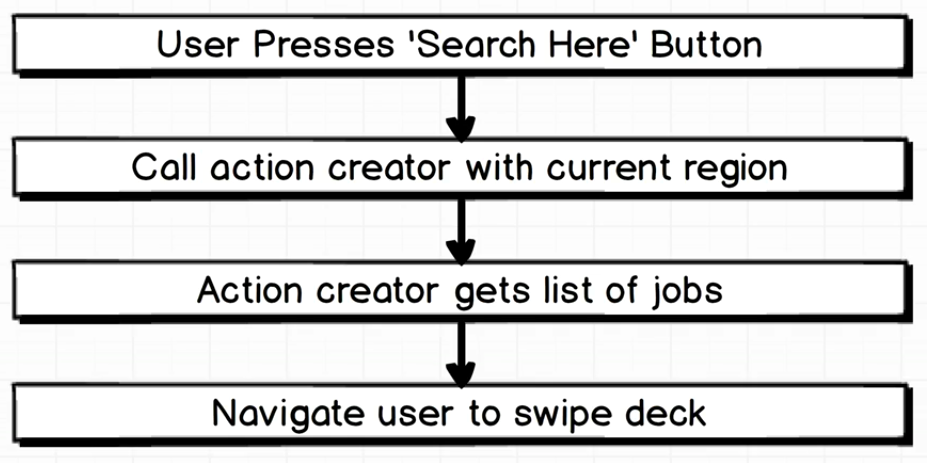 User Presses 'Search Here' Button
Call action creator with current region
Action creator gets list of jobs
Navigate user to swipe deck